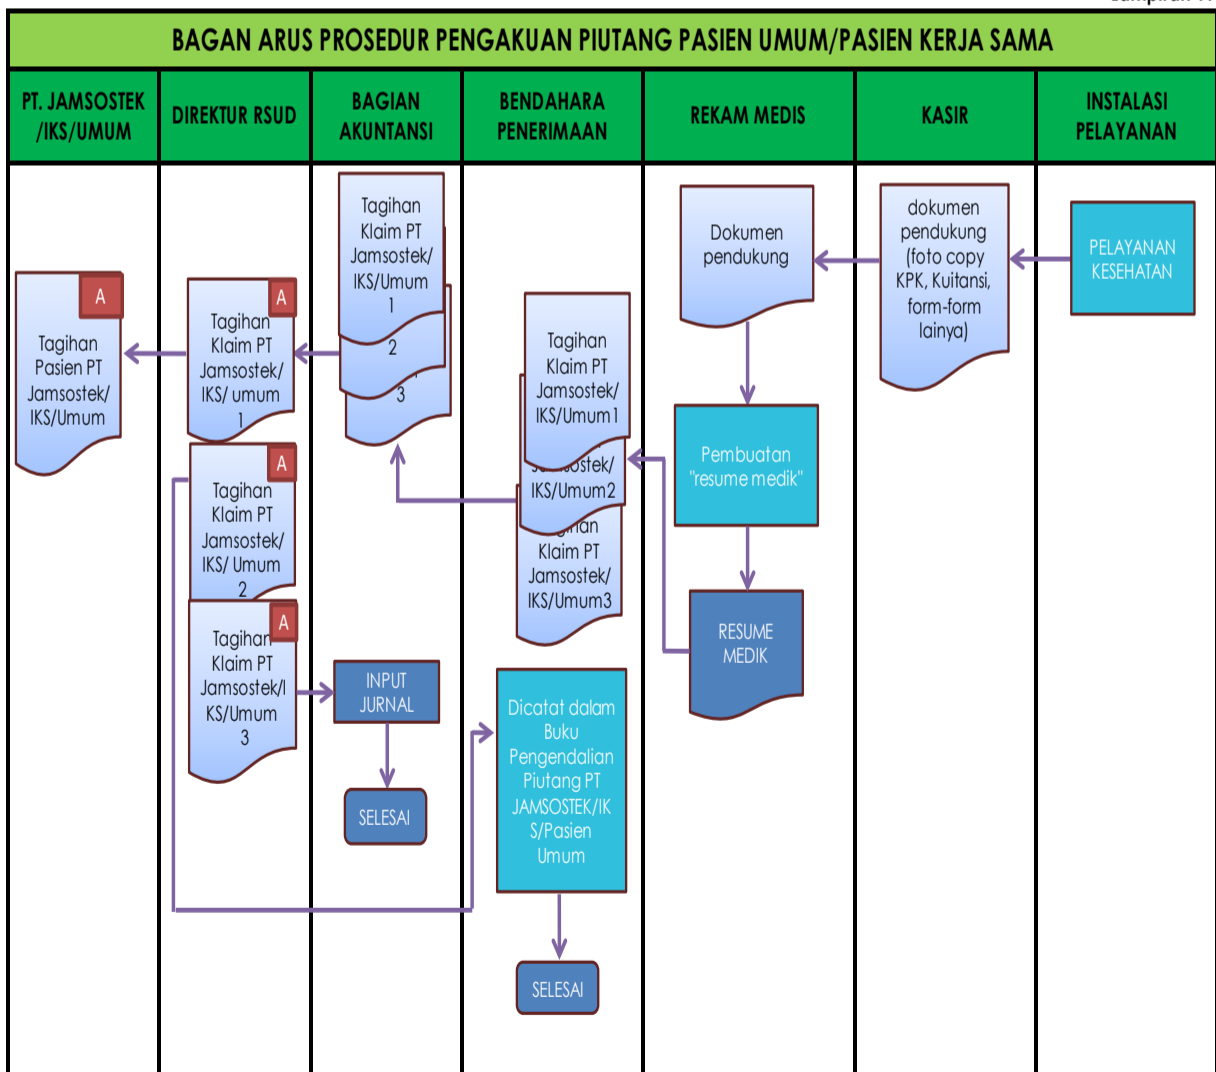 BAGAN ARUS PROSEDUR PENGAKUAN PIUTANG PASIEN UMUM/PASIEN KERJA SAMA
PT. JAMSOSTEK
/IKS/UMUM
DIREKTUR RSUD
BAGIAN
AKUNTANSI
BENDAHARA
PENERIMAAN
REKAM MEDIS
KASIR
INSTALASI
PELAYANAN
A
Tagihan
Pasien PT
Jamsostek/
IKS/Umum
A
Tagihan
Klaim PT
Jamsostek/
IKS/ umum
1
A
Tagihan
Klaim PT
Jamsostek/
IKS/ Umum
2
A
Tagihan
Klaim PT
Jamsostek/I
KS/Umum
3
Tagihan
Klaim PT
Jamsostek/
IKS/Umum
1
2
3
INPUT
JURNAL
SELESAI
Tagihan
Klaim PT
Jamsostek/
IKS/Umum1
Jamsostek/
IKS/Umum2
Tagihan
Klaim PT
Jamsostek/
IKS/Umum3
Dicatat dalam
Buku
Pengendalian
Piutang PT
JAMSOSTEK/IK
S/Pasien
Umum
SELESAI
Dokumen
pendukung
Pembuatan
"resume medik"
RESUME
MEDIK
dokumen
pendukung
(foto copy
KPK, Kuitansi,
form-form
lainya)
PELAYANAN
KESEHATAN